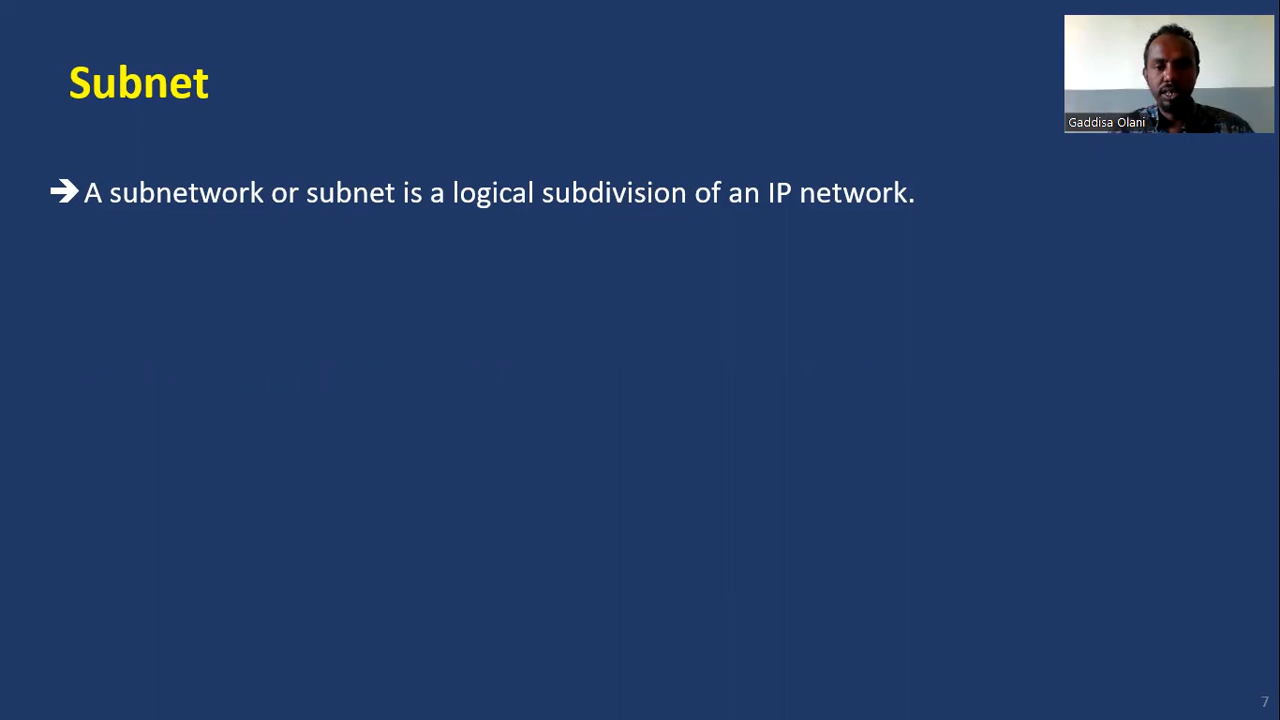 Subnet
Gaddisa Olani
🡺 A subnetwork or subnet is a logical subdivision of an IP network.
7